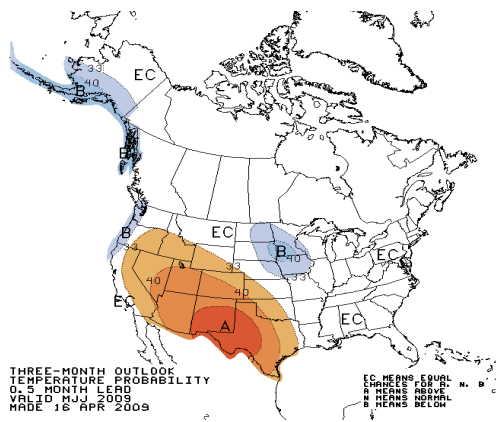 33
EC
40
B
B
B
33
EC
B
40
33
EC
33
40
40
EC
A
EC
THREE-MONTH OUTLOOK
TEMPERATURE PROBABILITY
0.5 MONTH LEAD
VALID MJJ 2009
MADE 16 APR 2009
EC MEANS EQUAL
CHANCES FOR A, N, B
A MEANS ABOVE
N MEANS NORMAL
B MEANS BELOW